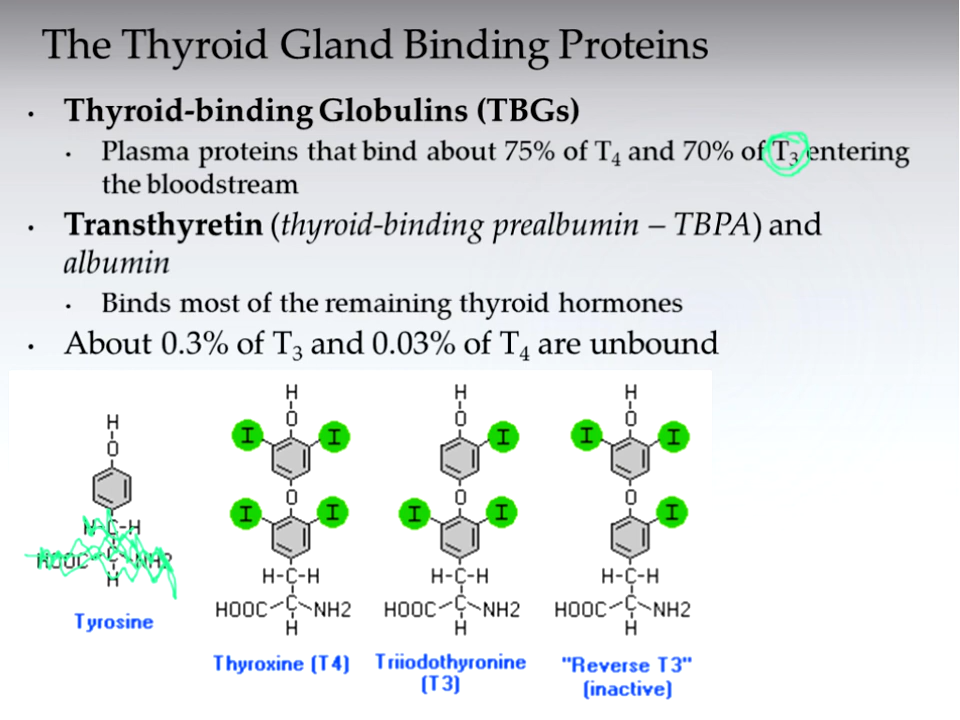 The Thyroid Gland Binding Proteins
• Thyroid-binding Globulins (TBGs)
• Plasma proteins that bind about 75% of T₄ and 70% of T₃ entering
the bloodstream
• Transthyretin (thyroid-binding prealbumin – TBPA) and
albumin
• Binds most of the remaining thyroid hormones
• About 0.3% of T₃ and 0.03% of T₄ are unbound
H H H
H O O O
O I I I I I
O O O
I I I I I
H-C-H H-C-H H-C-H H-C-H
HOOC C NH2 HOOC C NH2 HOOC C NH2 HOOC C NH2
H H H H
Tyrosine Thyroxine (T4) Triiodothyronine "Reverse T3"
(T3) (inactive)